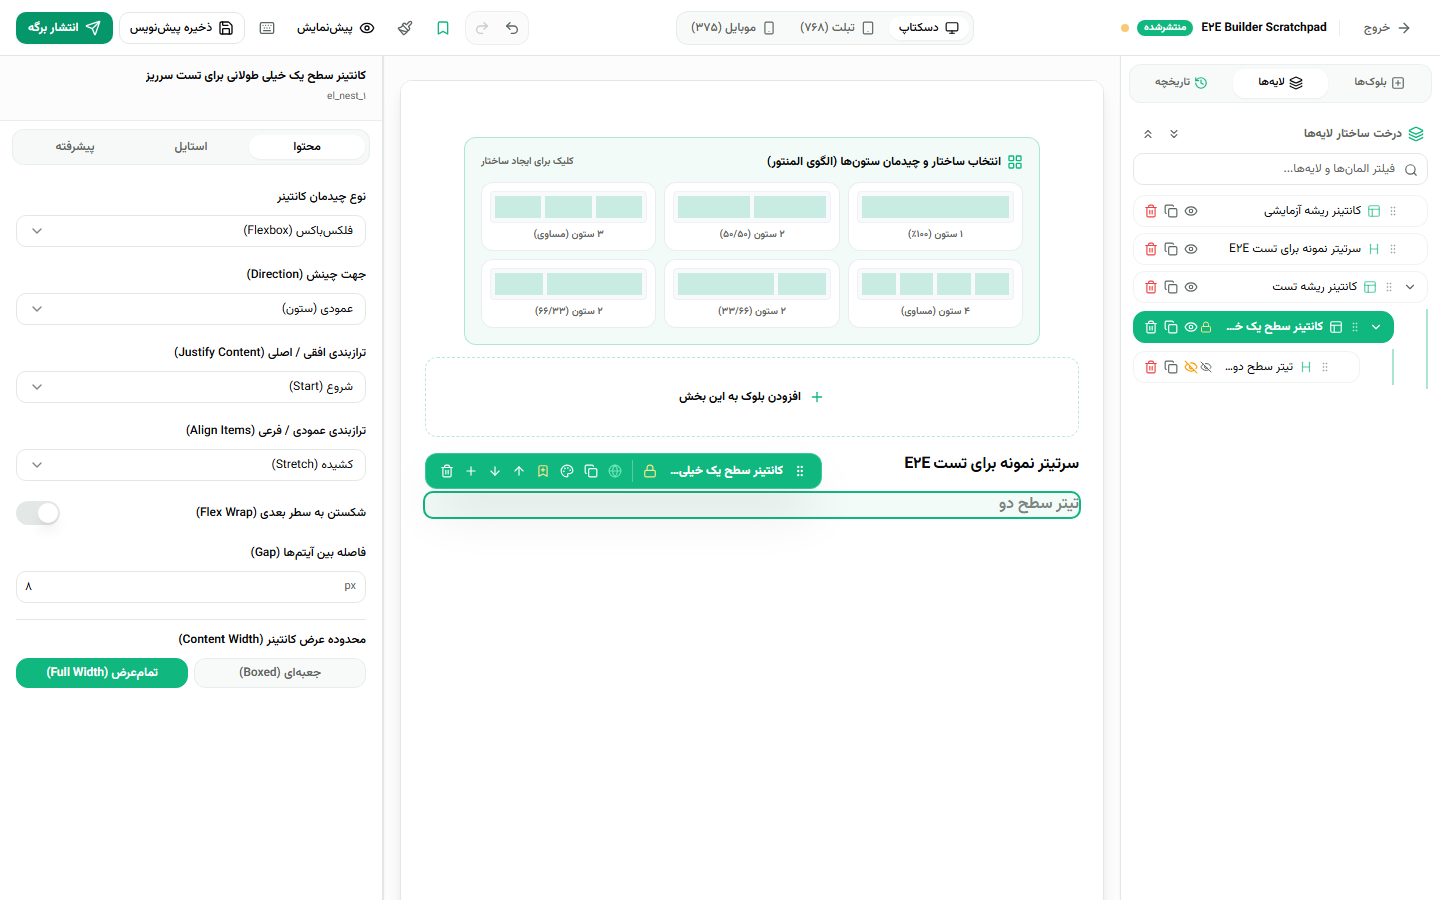 خروج
E۲E Builder Scratchpad
منتشرشده
دسکتاپ
تبلت (۷۶۸)
موبایل (۳۷۵)
پیش‌نمایش
ذخیره پیش‌نویس
انتشار برگه
بلوک‌ها
لایه‌ها
تاریخچه
درخت ساختار لایه‌ها
فیلتر المان‌ها و لایه‌ها...
کانتینر ریشه آزمایشی
سرتیتر نمونه برای تست E۲E
کانتینر ریشه تست
کانتینر سطح یک خ...
تیتر سطح دو...
انتخاب ساختار و چیدمان ستون‌ها (الگوی المنتور)
کلیک برای ایجاد ساختار
۱ ستون (۱۰۰٪)
۲ ستون (۵۰/۵۰)
۳ ستون (مساوی)
۴ ستون (مساوی)
۲ ستون (۳۳/۶۶)
۲ ستون (۶۶/۳۳)
افزودن بلوک به این بخش
سرتیتر نمونه برای تست E۲E
کانتینر سطح یک خیلی...
تیتر سطح دو
کانتینر سطح یک خیلی طولانی برای تست سرریز
el_nest_۱
محتوا
استایل
پیشرفته
نوع چیدمان کانتینر
فلکس‌باکس (Flexbox)
جهت چینش (Direction)
عمودی (ستون)
ترازبندی افقی / اصلی (Justify Content)
شروع (Start)
ترازبندی عمودی / فرعی (Align Items)
کشیده (Stretch)
شکستن به سطر بعدی (Flex Wrap)
فاصله بین آیتم‌ها (Gap)
۸
px
محدوده عرض کانتینر (Content Width)
جعبه‌ای (Boxed)
تمام‌عرض (Full Width)